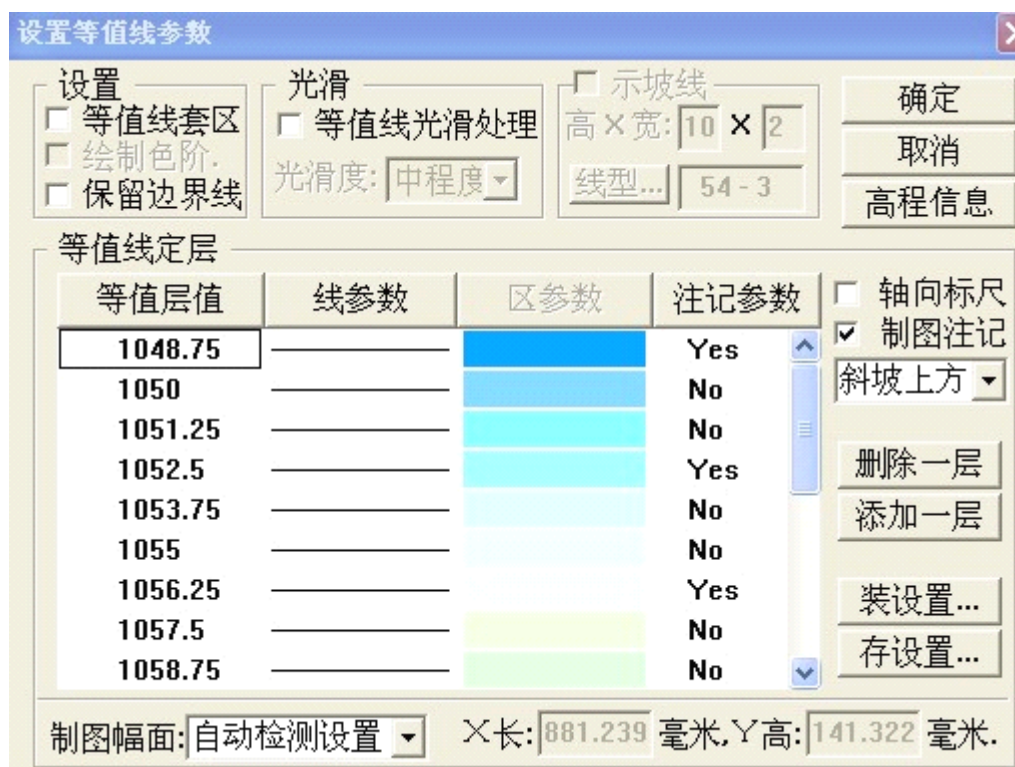 设置等值线参数
设置
等值线套区
绘制色阶.
保留边界线
光滑
等值线光滑处理
光滑度: 中程度
示坡线
高×宽: 10 × 2
线型... 54 - 3
确定
取消
高程信息
等值线定层
等值层值 线参数 区参数 注记参数
1048.75 Yes
1050 No
1051.25 No
1052.5 Yes
1053.75 No
1055 No
1056.25 Yes
1057.5 No
1058.75 No
轴向标尺
制图注记
斜坡上方
删除一层
添加一层
装设置...
存设置...
制图幅面: 自动检测设置 X长: 881.239 毫米,Y高: 141.322 毫米.